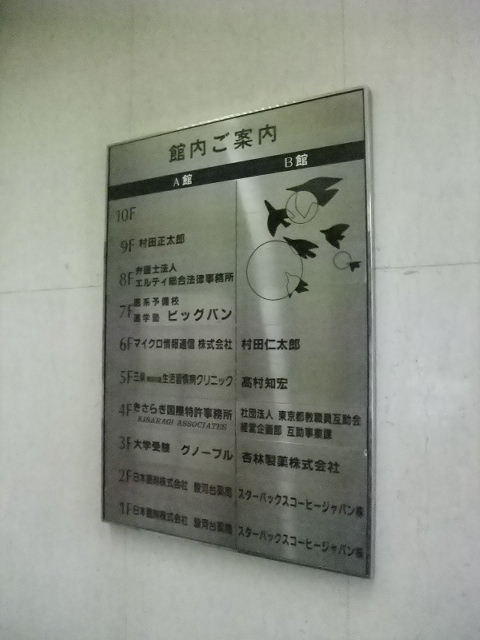 館内ご案内
A館 B館
10F
9F 村田正太郎
8F 弁護士法人
エルティ総合法律事務所
7F 医系予備校
進学塾 ビッグバン
6F マイクロ情報通信 株式会社 村田仁太郎
5F 三楽 生活習慣病クリニック 髙村知宏
4F きさらぎ国際特許事務所 社団法人 東京都教職員互助会
KISARAGI ASSOCIATES 経営企画部 互助事業課
3F 大学受験 グノーブル 杏林製薬株式会社
2F 日本調剤株式会社 駿河台薬局 スターバックスコーヒージャパン㈱
1F 日本調剤株式会社 駿河台薬局 スターバックスコーヒージャパン㈱